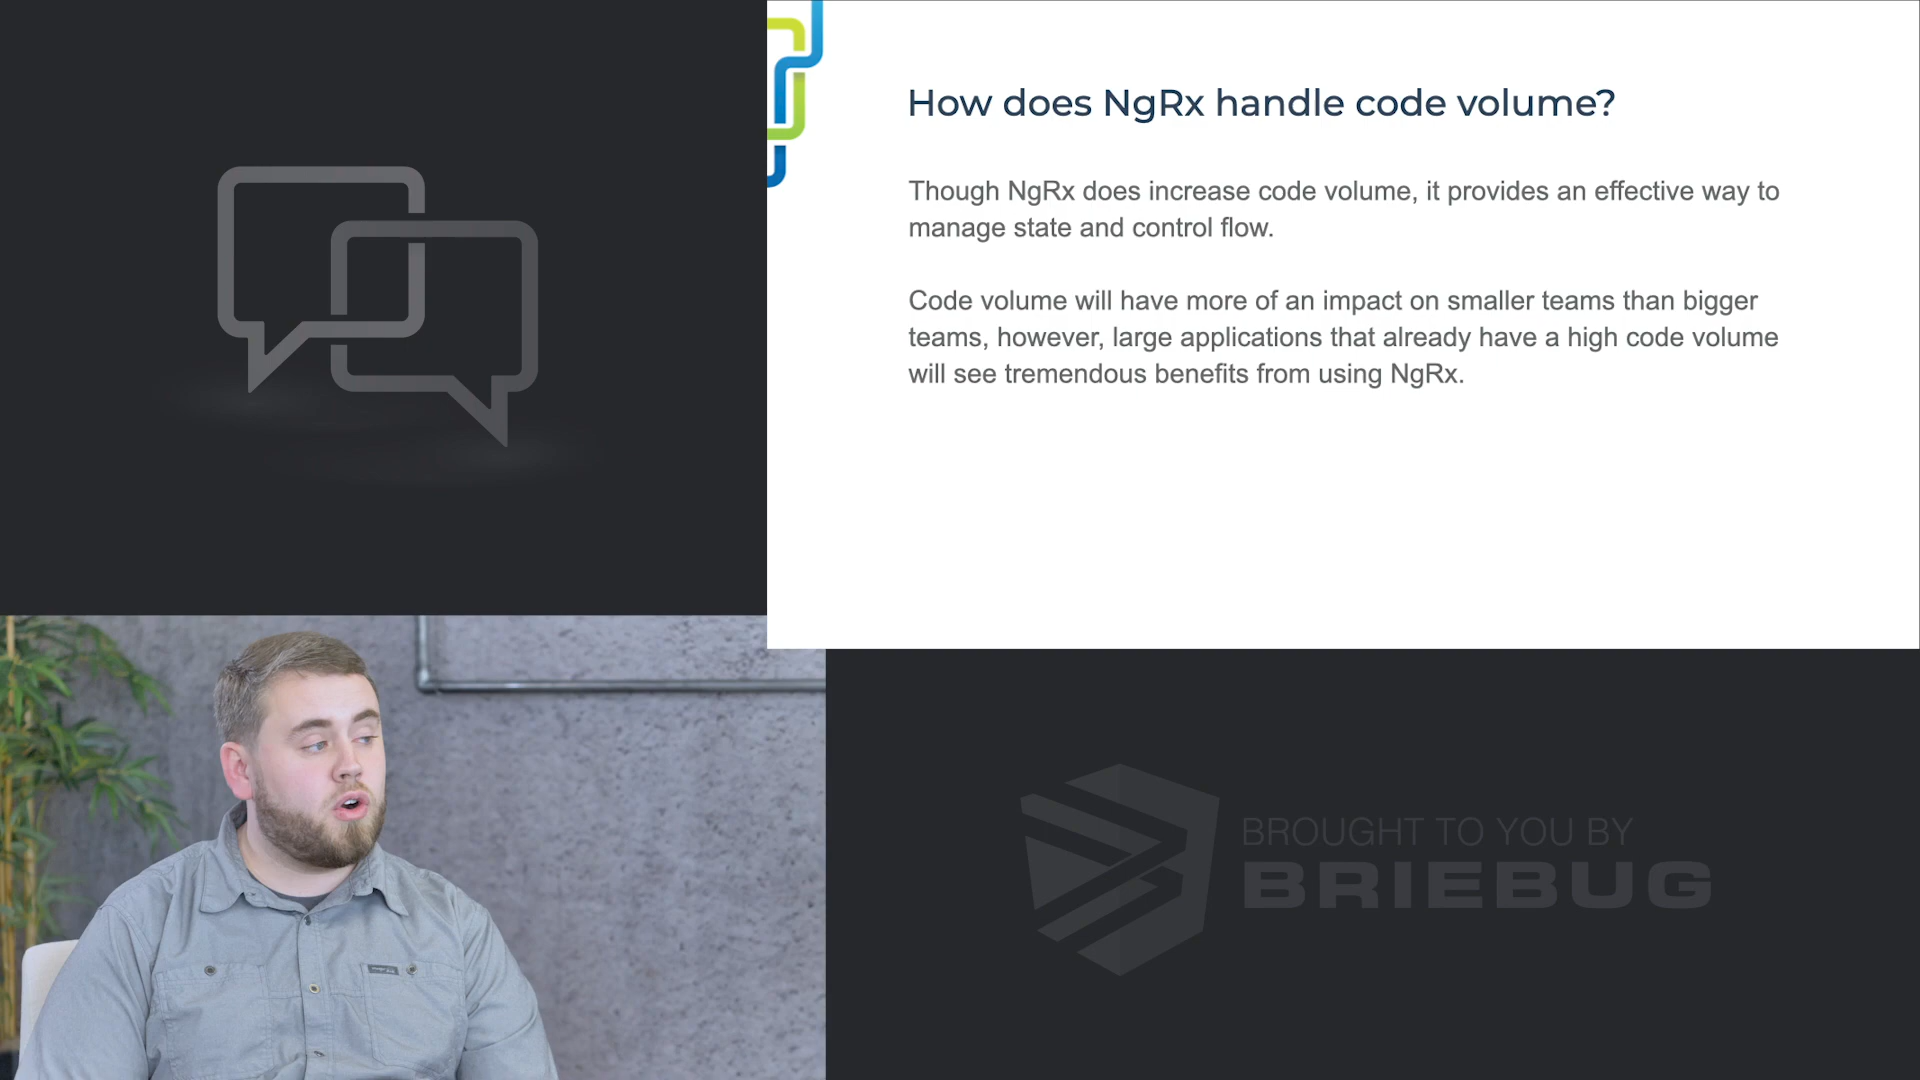 How does NgRx handle code volume?
Though NgRx does increase code volume, it provides an effective way to
manage state and control flow.
Code volume will have more of an impact on smaller teams than bigger
teams, however, large applications that already have a high code volume
will see tremendous benefits from using NgRx.
BROUGHT TO YOU BY
BRIEBUG